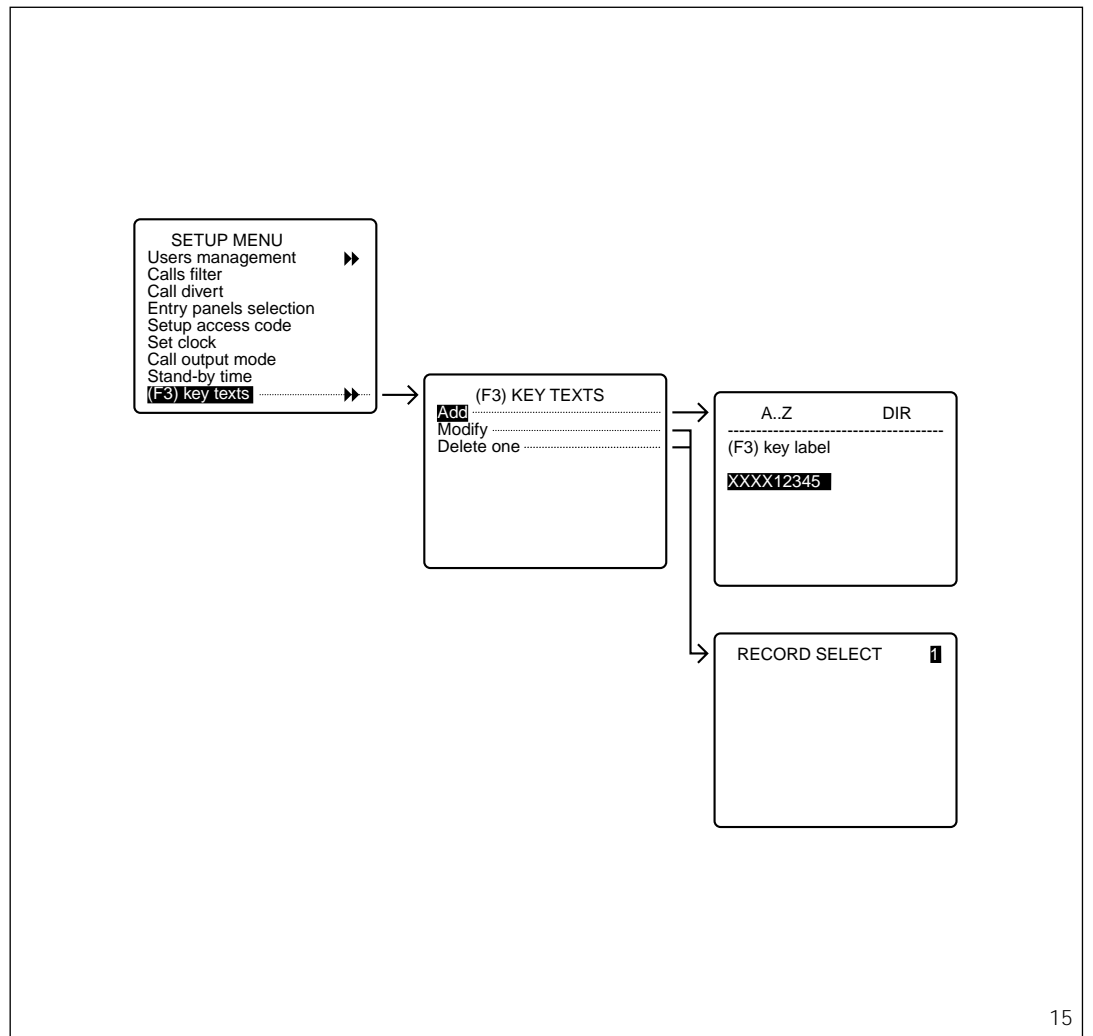 SETUP MENU
Users management
Calls filter
Call divert
Entry panels selection
Setup access code
Set clock
Call output mode
Stand-by time
(F3) key texts
(F3) KEY TEXTS
Add
Modify
Delete one
A..Z DIR
(F3) key label
XXXX12345
RECORD SELECT 1
15